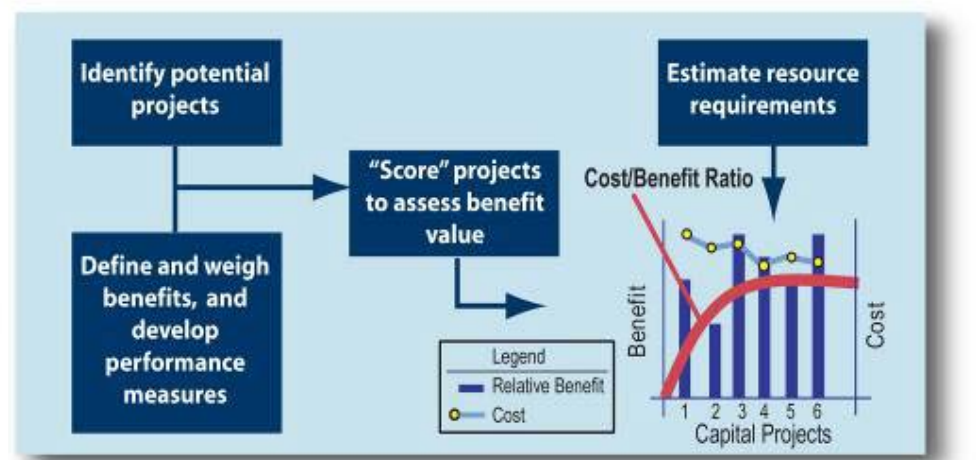 Identify potential
projects
Define and weigh
benefits, and
develop
performance
measures
"Score" projects
to assess benefit
value
Estimate resource
requirements
Cost/Benefit Ratio
Benefit
Cost
1 2 3 4 5 6
Capital Projects
Legend
Relative Benefit
Cost